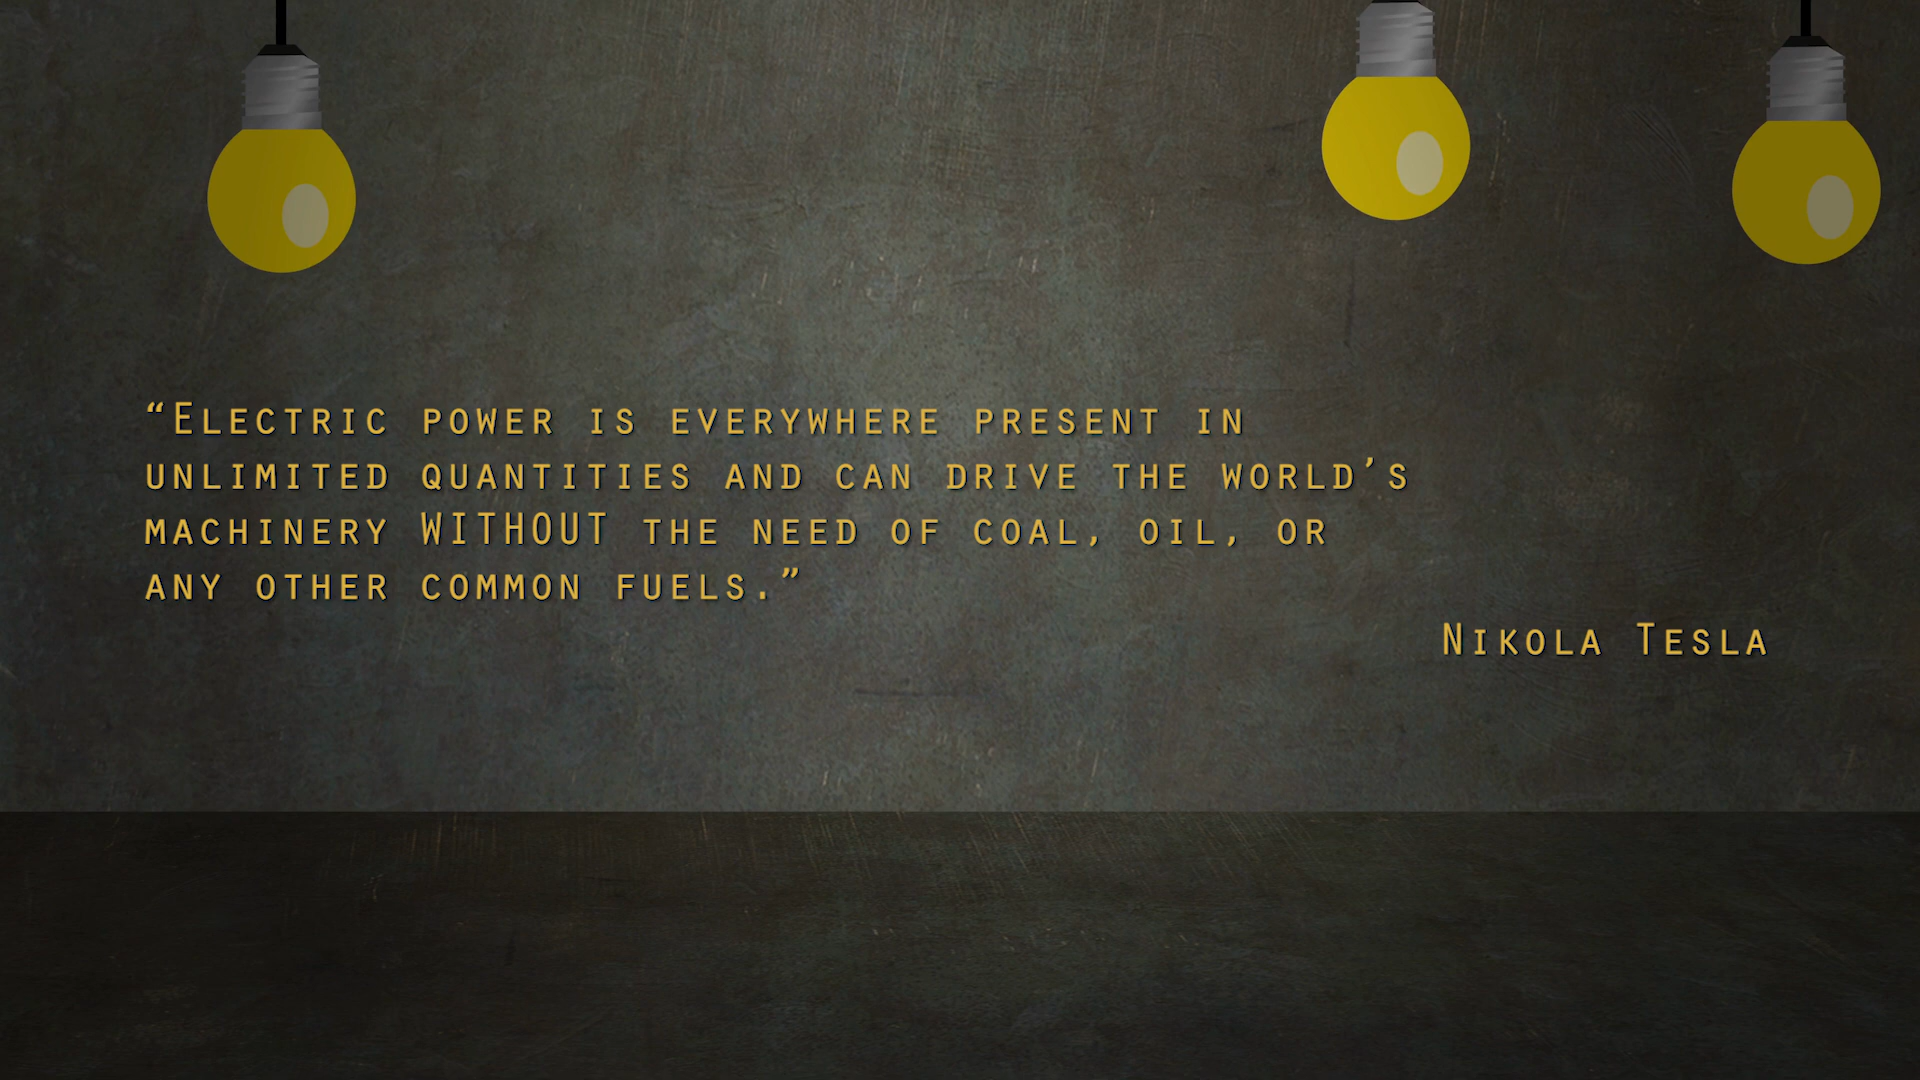 “Electric power is everywhere present in
unlimited quantities and can drive the world’s
machinery WITHOUT the need of coal, oil, or
any other common fuels.”
Nikola Tesla